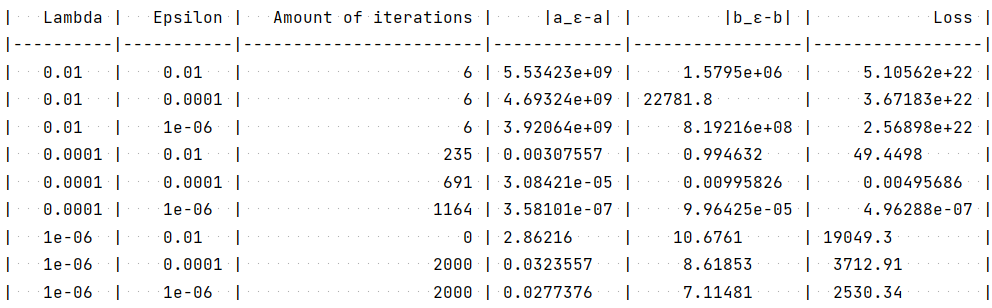 | Lambda | Epsilon | Amount of iterations | |a_ε-a| | |b_ε-b| | Loss |
|----------|-----------|------------------------|-------------|-----------------|-----------------|
| 0.01 | 0.01 | 6 | 5.53423e+09 | 1.5795e+06 | 5.10562e+22 |
| 0.01 | 0.0001 | 6 | 4.69324e+09 | 22781.8 | 3.67183e+22 |
| 0.01 | 1e-06 | 6 | 3.92064e+09 | 8.19216e+08 | 2.56898e+22 |
| 0.0001 | 0.01 | 235 | 0.00307557 | 0.994632 | 49.4498 |
| 0.0001 | 0.0001 | 691 | 3.08421e-05 | 0.00995826 | 0.00495686 |
| 0.0001 | 1e-06 | 1164 | 3.58101e-07 | 9.96425e-05 | 4.96288e-07 |
| 1e-06 | 0.01 | 0 | 2.86216 | 10.6761 | 19049.3 |
| 1e-06 | 0.0001 | 2000 | 0.0323557 | 8.61853 | 3712.91 |
| 1e-06 | 1e-06 | 2000 | 0.0277376 | 7.11481 | 2530.34 |